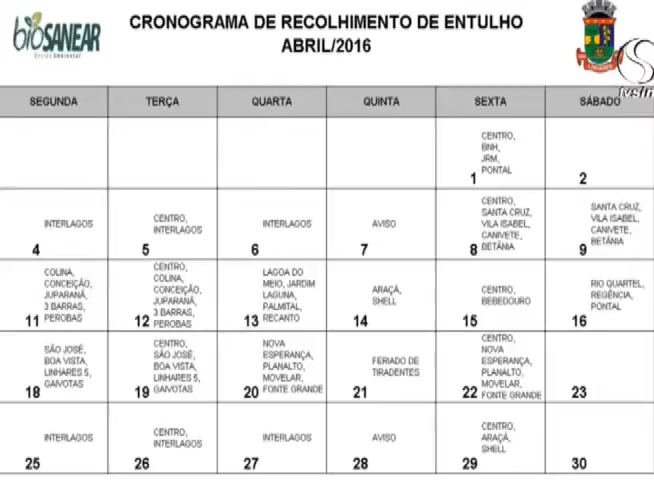 bioSANEAR
CRONOGRAMA DE RECOLHIMENTO DE ENTULHO
ABRIL/2016
SEGUNDA TERÇA QUARTA QUINTA SEXTA SÁBADO
CENTRO,
BNH,
JRM,
PONTAL
1
2
INTERLAGOS
4
CENTRO,
INTERLAGOS
5
INTERLAGOS
6
AVISO
7
CENTRO,
SANTA CRUZ,
VILA ISABEL,
CANIVETE,
BETÂNIA
8
SANTA CRUZ,
VILA ISABEL,
CANIVETE,
BETÂNIA
9
COLINA,
CONCEIÇÃO,
JUPARANÃ,
3 BARRAS,
PEROBAS
11
CENTRO,
COLINA,
CONCEIÇÃO,
JUPARANÃ,
3 BARRAS,
PEROBAS
12
LAGOA DO
MEIO, JARDIM
LAGUNA,
PALMITAL,
RECANTO
13
ARAÇÁ,
SHELL
14
CENTRO,
BEBEDOURO
15
RIO QUARTEL,
REGÊNCIA,
PONTAL
16
SÃO JOSÉ,
BOA VISTA,
LINHARES 5,
GAIVOTAS
18
CENTRO,
SÃO JOSÉ,
BOA VISTA,
LINHARES 5,
GAIVOTAS
19
NOVA
ESPERANÇA,
PLANALTO,
MOVELAR,
FONTE GRANDE
20
FERIADO DE
TIRADENTES
21
CENTRO,
NOVA
ESPERANÇA,
PLANALTO,
MOVELAR,
FONTE GRANDE
22
23
INTERLAGOS
25
CENTRO,
INTERLAGOS
26
INTERLAGOS
27
AVISO
28
CENTRO,
ARAÇÁ,
SHELL
29
30